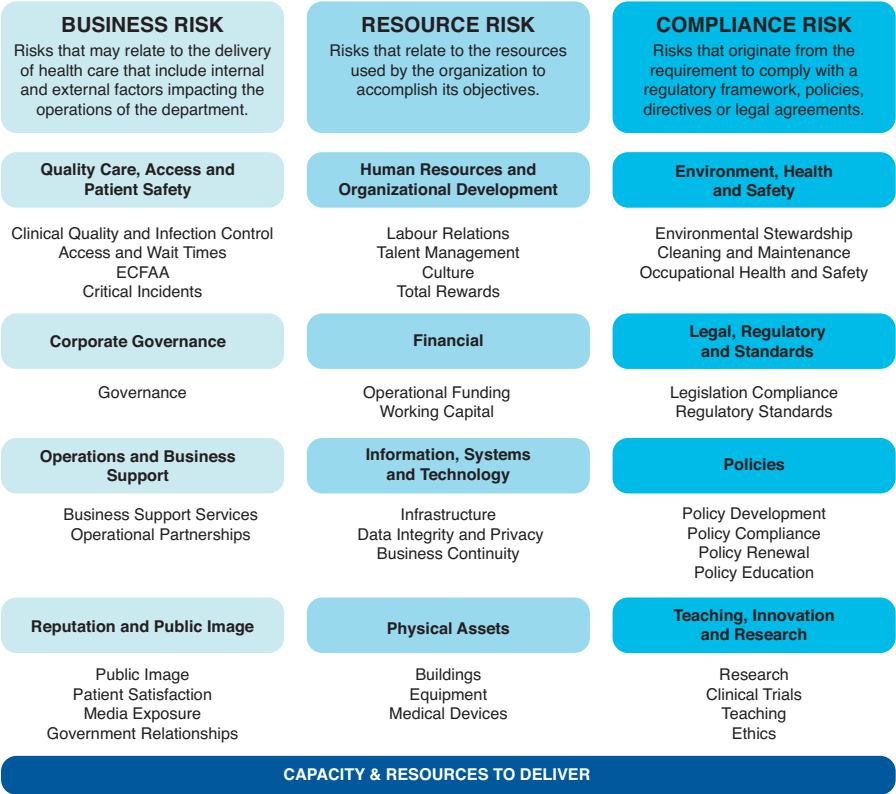 BUSINESS RISK
Risks that may relate to the delivery
of health care that include internal
and external factors impacting the
operations of the department.
Quality Care, Access and
Patient Safety
Clinical Quality and Infection Control
Access and Wait Times
ECFAA
Critical Incidents
Corporate Governance
Governance
Operations and Business
Support
Business Support Services
Operational Partnerships
Reputation and Public Image
Public Image
Patient Satisfaction
Media Exposure
Government Relationships
RESOURCE RISK
Risks that relate to the resources
used by the organization to
accomplish its objectives.
Human Resources and
Organizational Development
Labour Relations
Talent Management
Culture
Total Rewards
Financial
Operational Funding
Working Capital
Information, Systems
and Technology
Infrastructure
Data Integrity and Privacy
Business Continuity
Physical Assets
Buildings
Equipment
Medical Devices
COMPLIANCE RISK
Risks that originate from the
requirement to comply with a
regulatory framework, policies,
directives or legal agreements.
Environment, Health
and Safety
Environmental Stewardship
Cleaning and Maintenance
Occupational Health and Safety
Legal, Regulatory
and Standards
Legislation Compliance
Regulatory Standards
Policies
Policy Development
Policy Compliance
Policy Renewal
Policy Education
Teaching, Innovation
and Research
Research
Clinical Trials
Teaching
Ethics
CAPACITY & RESOURCES TO DELIVER